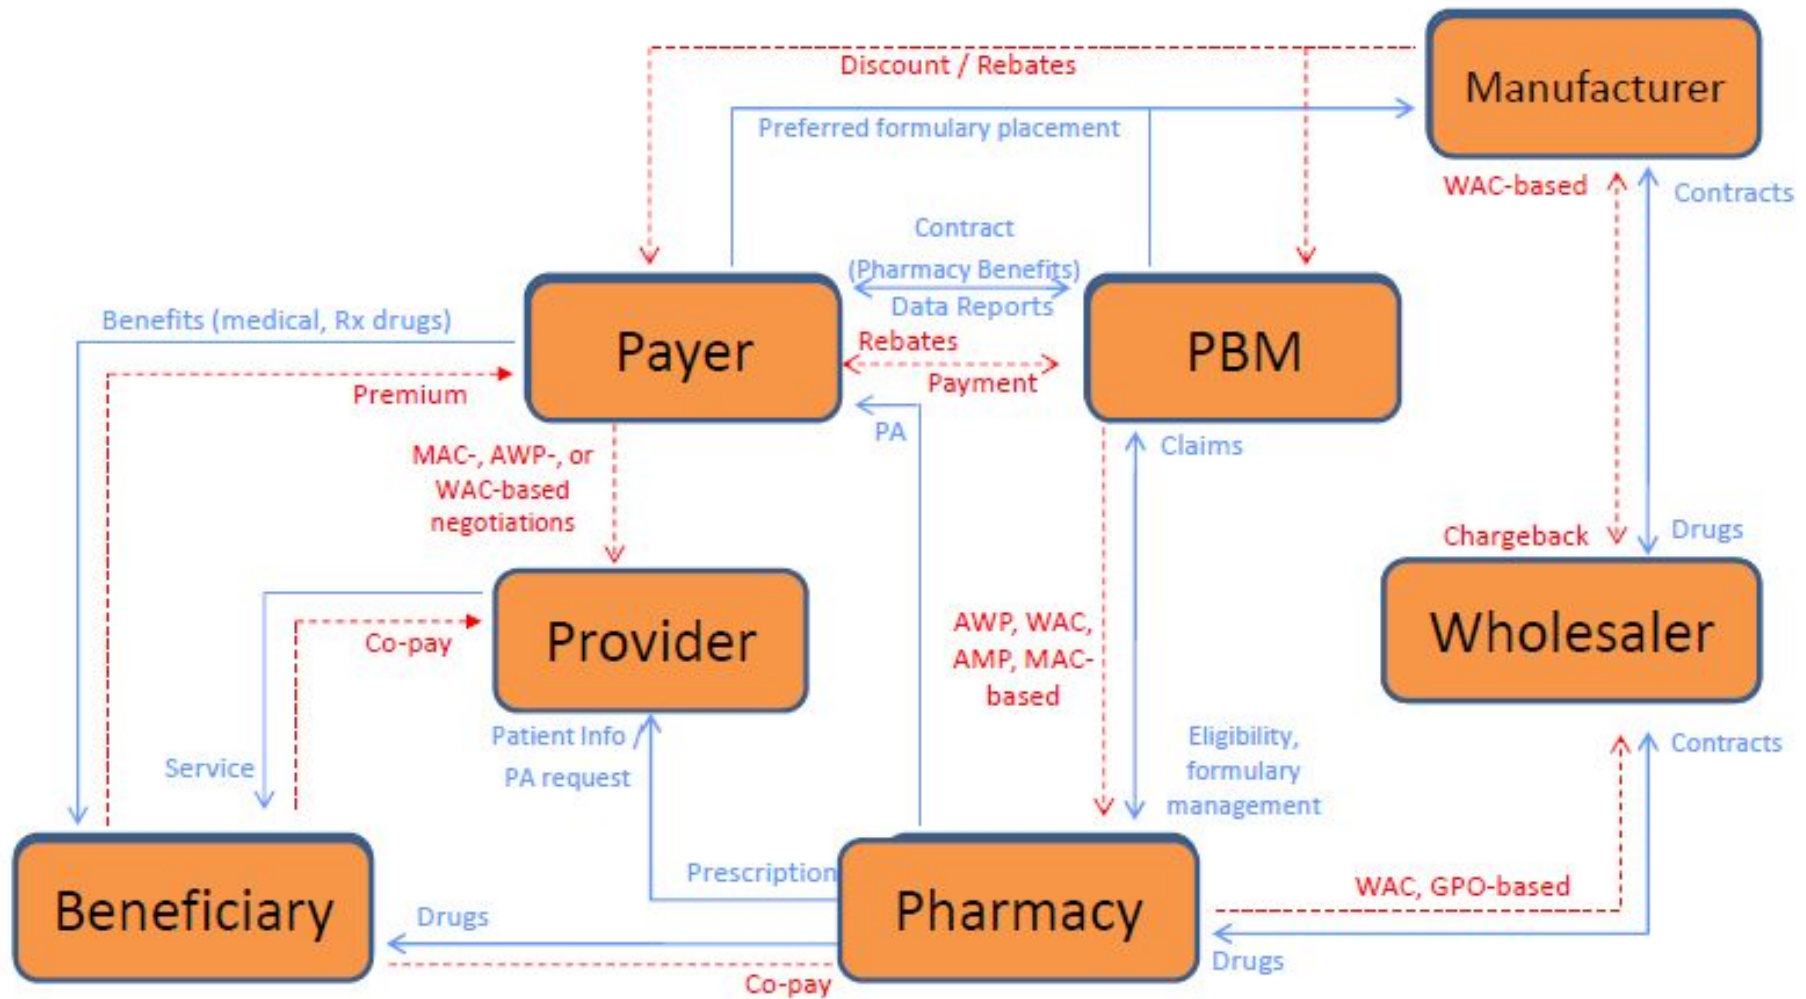 Discount / Rebates
Manufacturer
Preferred formulary placement
WAC-based
Contracts
Contract
(Pharmacy Benefits)
Data Reports
Benefits (medical, Rx drugs)
Payer
Rebates
Payment
PBM
Premium
PA
Claims
MAC-, AWP-, or
WAC-based
negotiations
Chargeback
Drugs
Provider
Co-pay
AWP, WAC,
AMP, MAC-
based
Wholesaler
Patient Info /
PA request
Service
Eligibility,
formulary
management
Contracts
Prescription
WAC, GPO-based
Beneficiary
Drugs
Pharmacy
Drugs
Co-pay